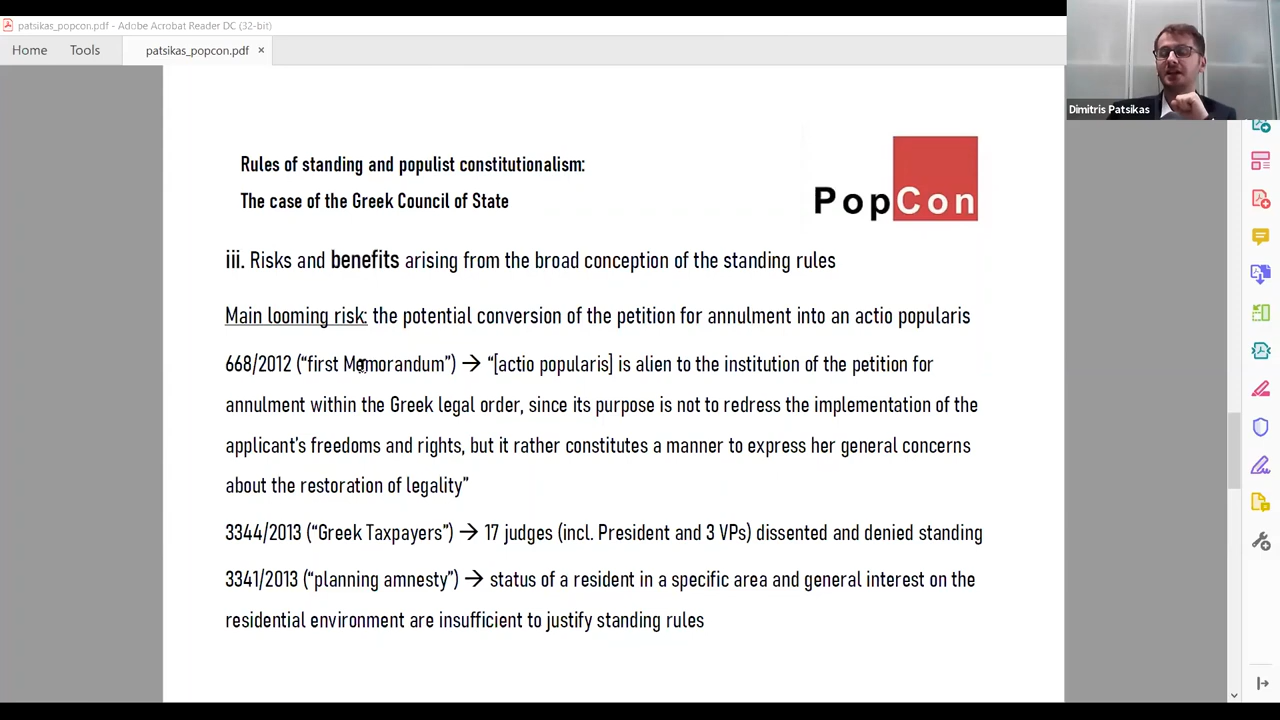 patsikas_popcon.pdf - Adobe Acrobat Reader DC (32-bit)
Home Tools patsikas_popcon.pdf ×
Dimitris Patsikas
Rules of standing and populist constitutionalism:
The case of the Greek Council of State
PopCon
iii. Risks and benefits arising from the broad conception of the standing rules
Main looming risk: the potential conversion of the petition for annulment into an actio popularis
668/2012 (“first Memorandum”) → “[actio popularis] is alien to the institution of the petition for
annulment within the Greek legal order, since its purpose is not to redress the implementation of the
applicant's freedoms and rights, but it rather constitutes a manner to express her general concerns
about the restoration of legality”
3344/2013 (“Greek Taxpayers”) → 17 judges (incl. President and 3 VPs) dissented and denied standing
3341/2013 (“planning amnesty”) → status of a resident in a specific area and general interest on the
residential environment are insufficient to justify standing rules